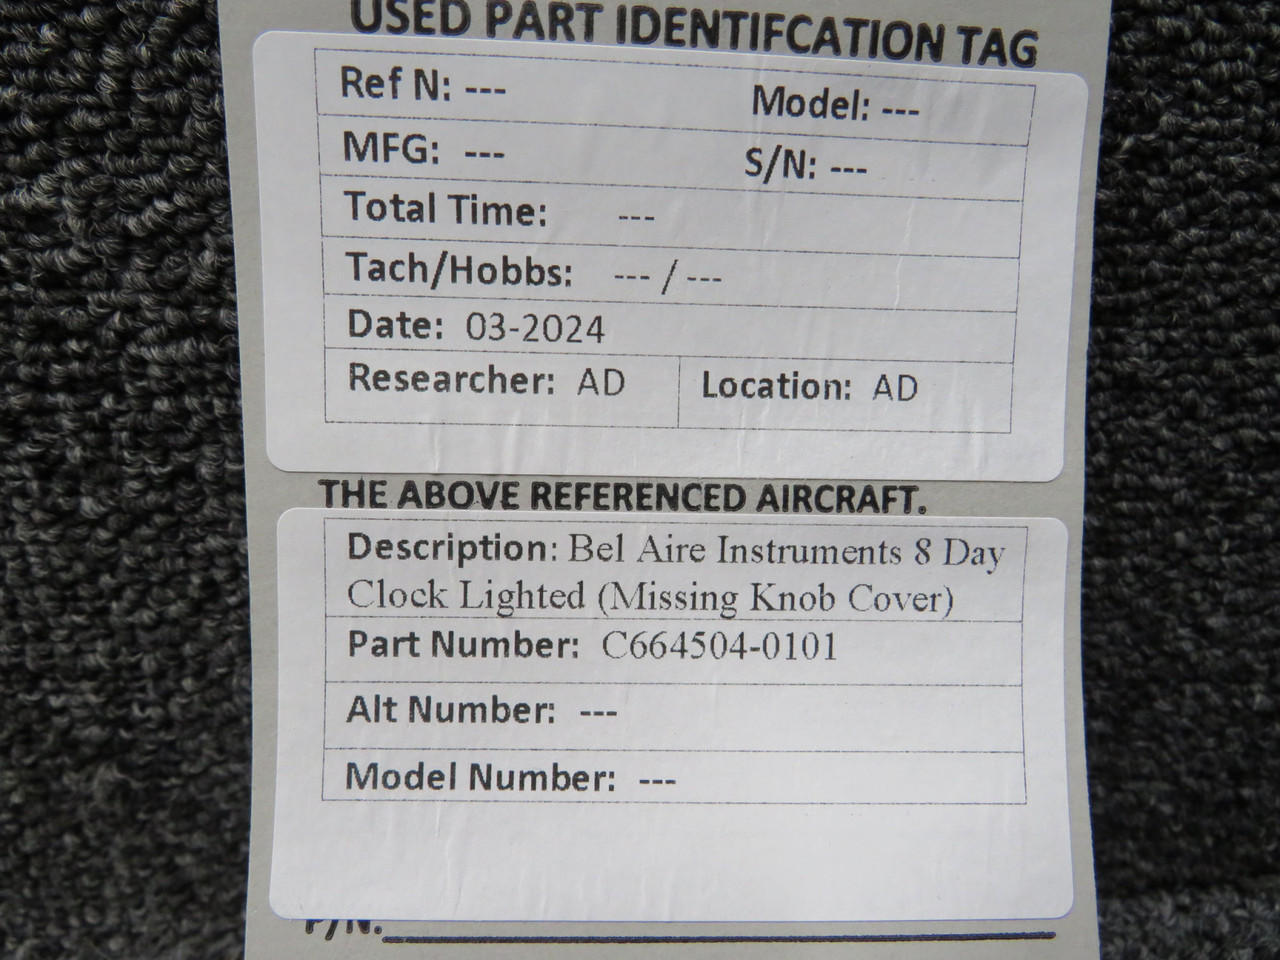 USED PART IDENTIFCATION TAG
Ref N: --- Model: ---
MFG: --- S/N: ---
Total Time: ---
Tach/Hobbs: --- / ---
Date: 03-2024
Researcher: AD Location: AD
THE ABOVE REFERENCED AIRCRAFT.
Description: Bel Aire Instruments 8 Day
Clock Lighted (Missing Knob Cover)
Part Number: C664504-0101
Alt Number: ---
Model Number: ---
P/N: